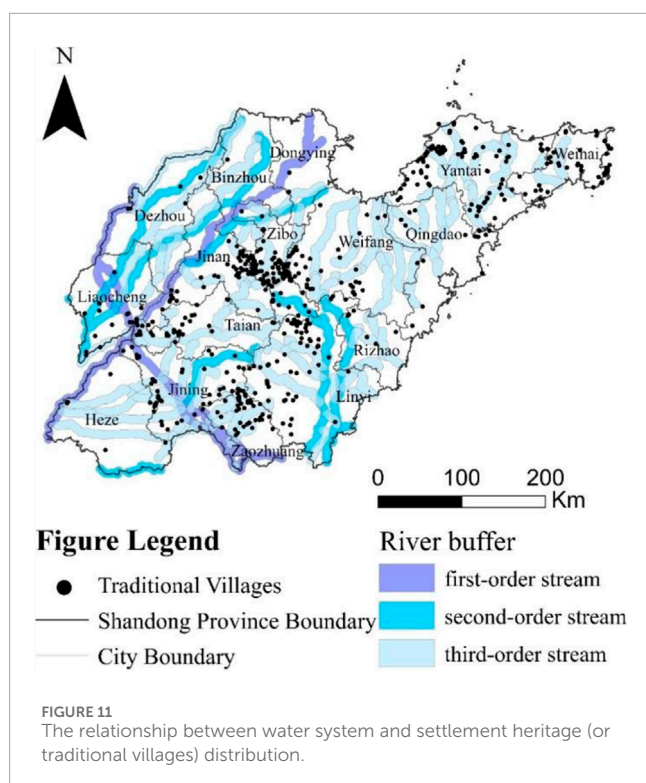 N
Dongying
Binzhou
Weihai
Yantai
Dezhou
Zibo
Weifang
Qingdao
Jinan
Liaocheng
Taian
Rizhao
Jining
Linyi
Heze
Zaozhuang
0 100 200
Km
Figure Legend
Traditional Villages
Shandong Province Boundary
City Boundary
River buffer
first-order stream
second-order stream
third-order stream
FIGURE 11
The relationship between water system and settlement heritage (or
traditional villages) distribution.